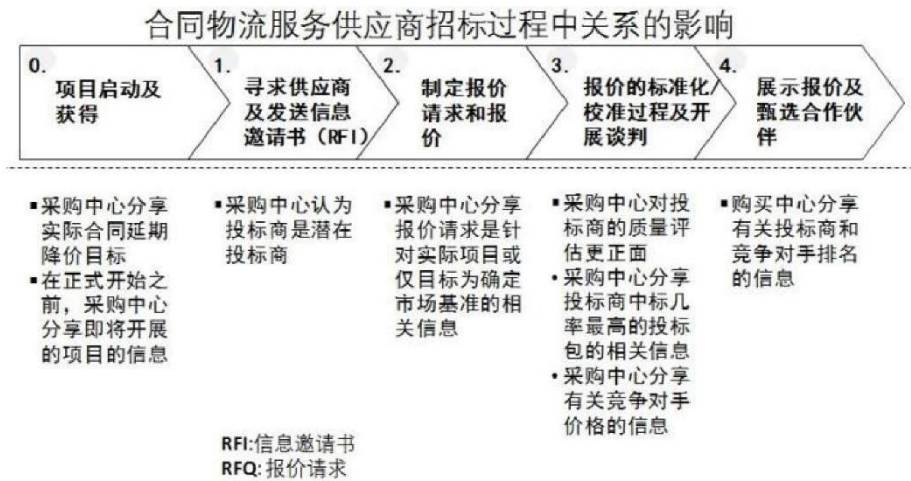 合同物流服务供应商招标过程中关系的影响
0.
项目启动及
获得
1.
寻求供应商
及发送信息
邀请书（RFI）
2.
制定报价
请求和报
价
3.
报价的标准化/
校准过程及开
展谈判
4.
展示报价及
甄选合作伙
伴
▪采购中心分享
实际合同延期
降价目标
▪在正式开始之
前，采购中心
分享即将开展
的项目的信息
▪采购中心认为
投标商是潜在
投标商
▪采购中心分享
报价请求是针
对实际项目或
仅目标为确定
市场基准的相
关信息
▪采购中心对投
标商的质量评
估更正面
•采购中心分享
投标商中标几
率最高的投标
包的相关信息
•采购中心分享
有关竞争对手
价格的信息
▪购买中心分享
有关投标商和
竞争对手排名
的信息
RFI:信息邀请书
RFQ:报价请求